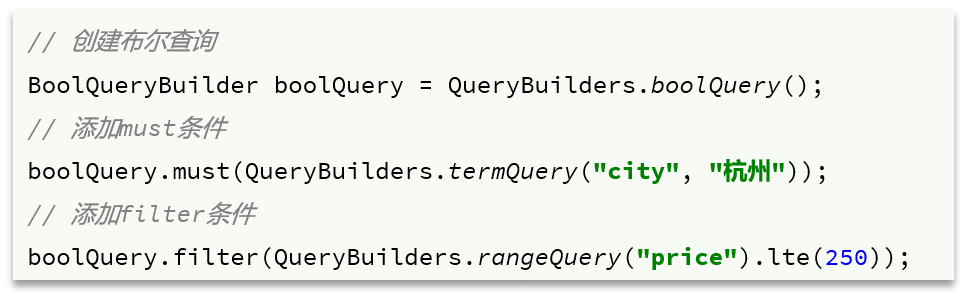 // 创建布尔查询
BoolQueryBuilder boolQuery = QueryBuilders.boolQuery();
// 添加must条件
boolQuery.must(QueryBuilders.termQuery("city", "杭州"));
// 添加filter条件
boolQuery.filter(QueryBuilders.rangeQuery("price").lte(250));